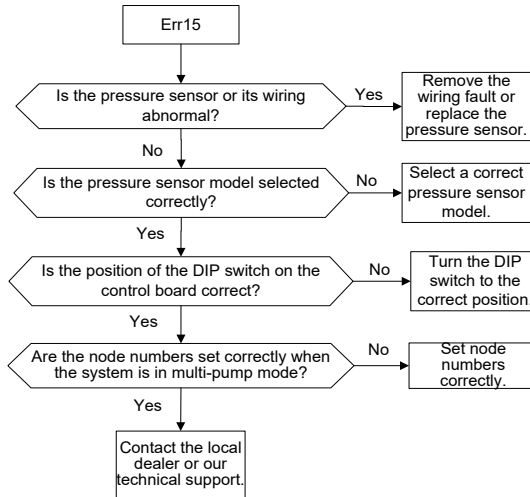 Err15
Is the pressure sensor or its wiring
abnormal?
Yes
Remove the
wiring fault or
replace the
pressure sensor.
No
Is the pressure sensor model selected
correctly?
No
Select a correct
pressure sensor
model.
Yes
Is the position of the DIP switch on the
control board correct?
No
Turn the DIP
switch to the
correct position.
Yes
Are the node numbers set correctly when
the system is in multi-pump mode?
No
Set node
numbers
correctly.
Yes
Contact the local
dealer or our
technical support.